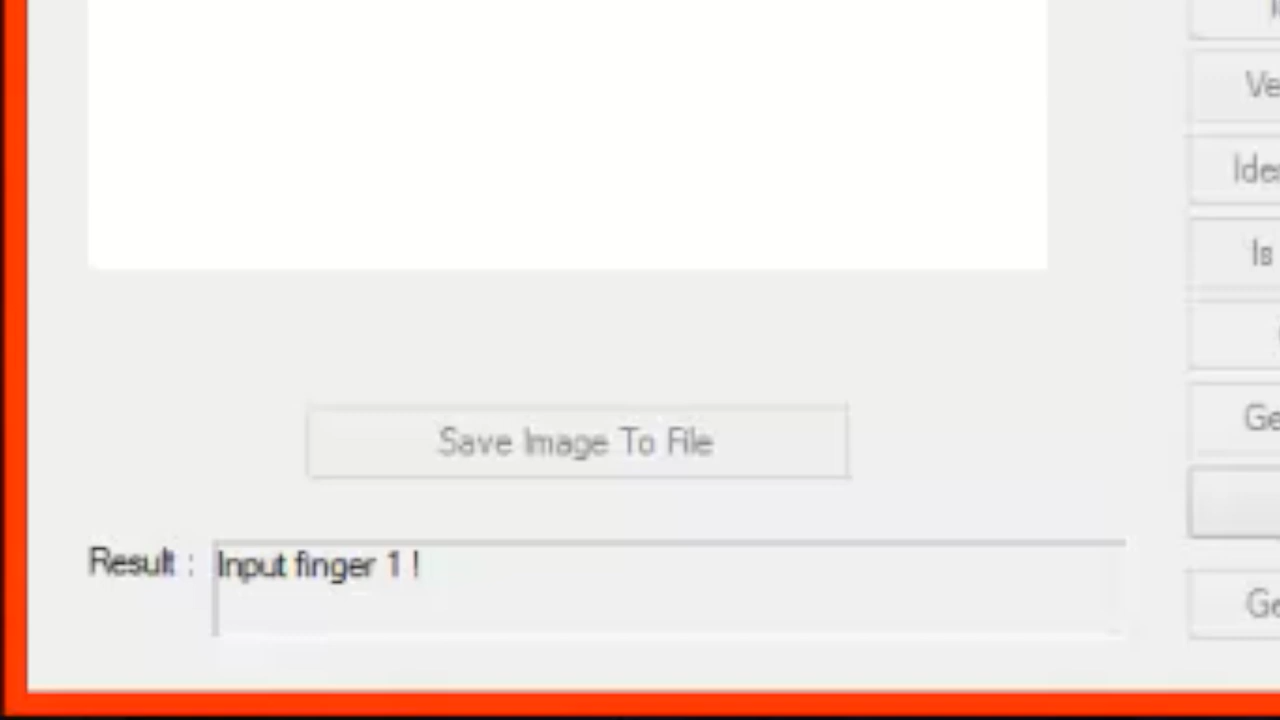 Ve
Ide
Is
Ge
Save Image To File
Result :
Input finger 1 !
Ge